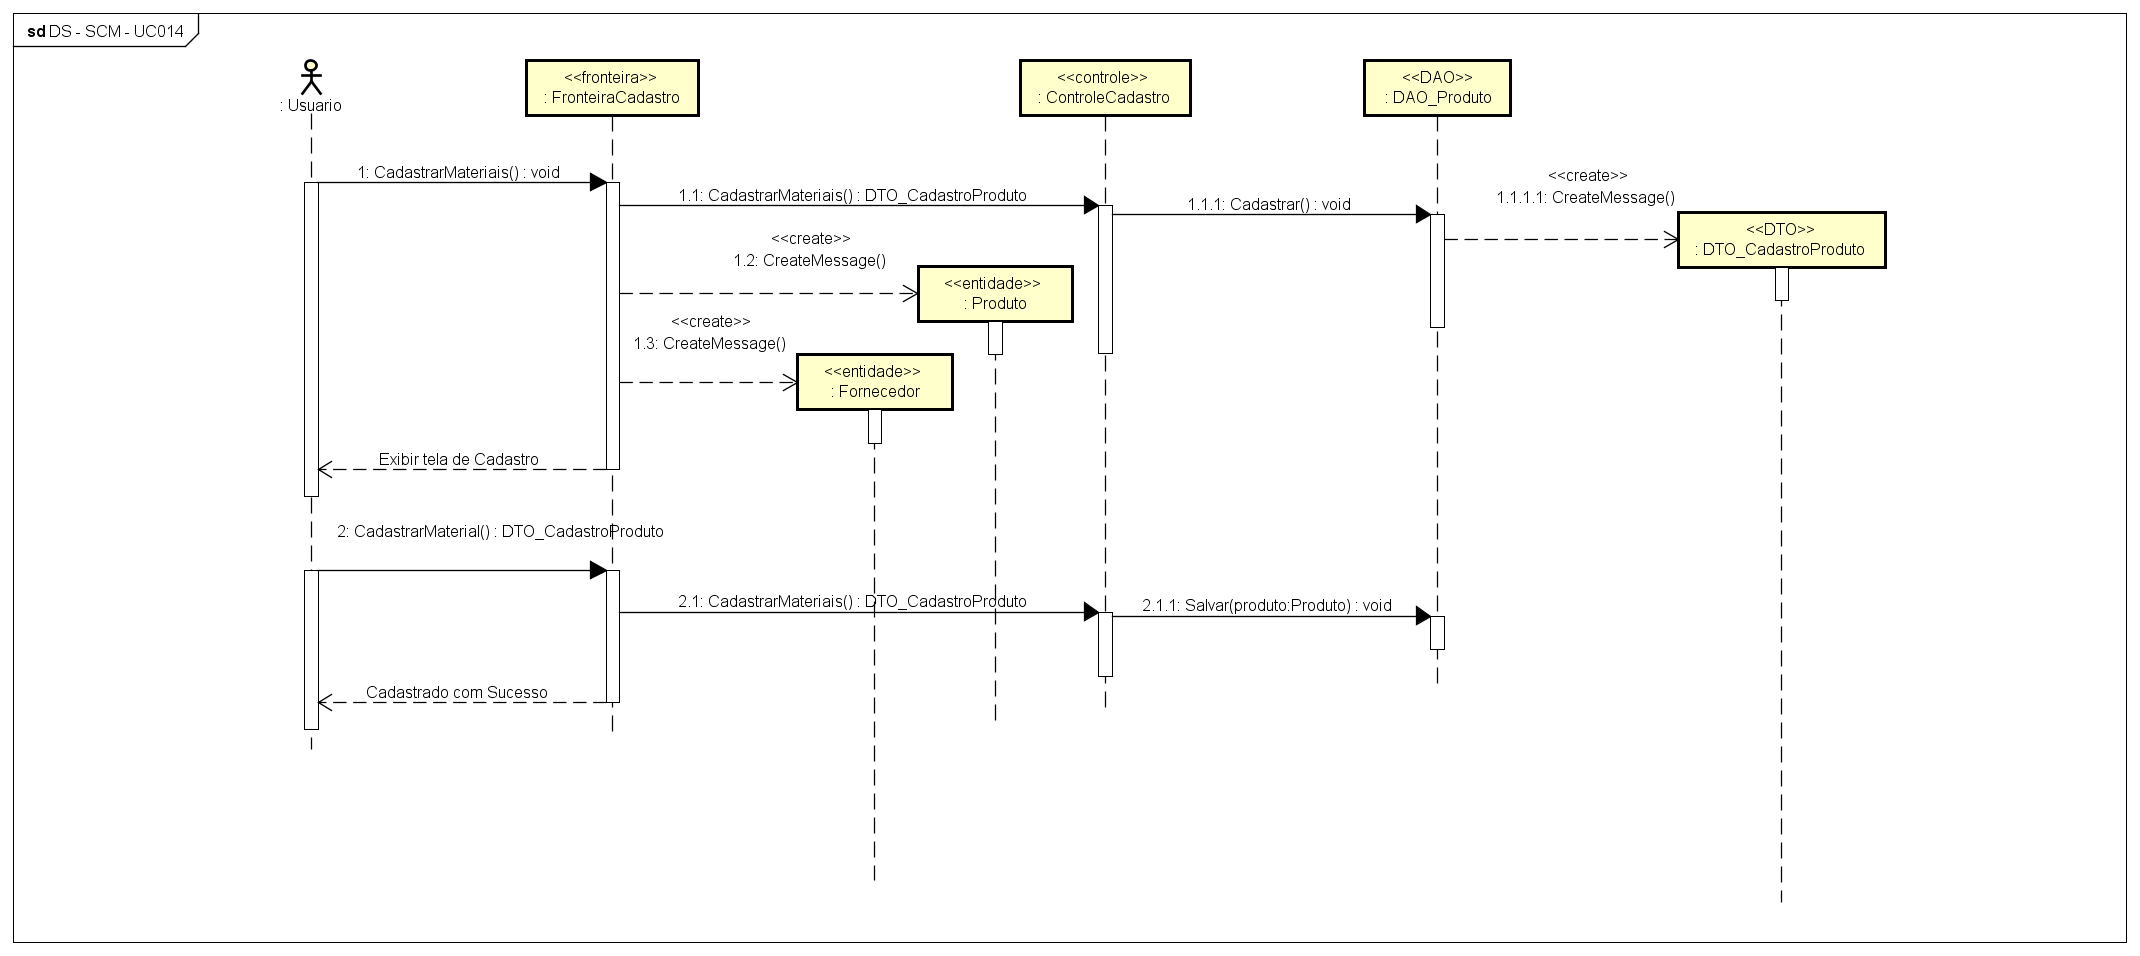 sd DS - SCM - UC014
: Usuario
<<fronteira>>
: FronteiraCadastro
<<controle>>
: ControleCadastro
<<DAO>>
: DAO_Produto
1: CadastrarMateriais() : void
1.1: CadastrarMateriais() : DTO_CadastroProduto
1.1.1: Cadastrar() : void
<<create>>
1.1.1.1: CreateMessage()
<<DTO>>
: DTO_CadastroProduto
<<create>>
1.2: CreateMessage()
<<entidade>>
: Produto
<<create>>
1.3: CreateMessage()
<<entidade>>
: Fornecedor
Exibir tela de Cadastro
2: CadastrarMaterial() : DTO_CadastroProduto
2.1: CadastrarMateriais() : DTO_CadastroProduto
2.1.1: Salvar(produto:Produto) : void
Cadastrado com Sucesso